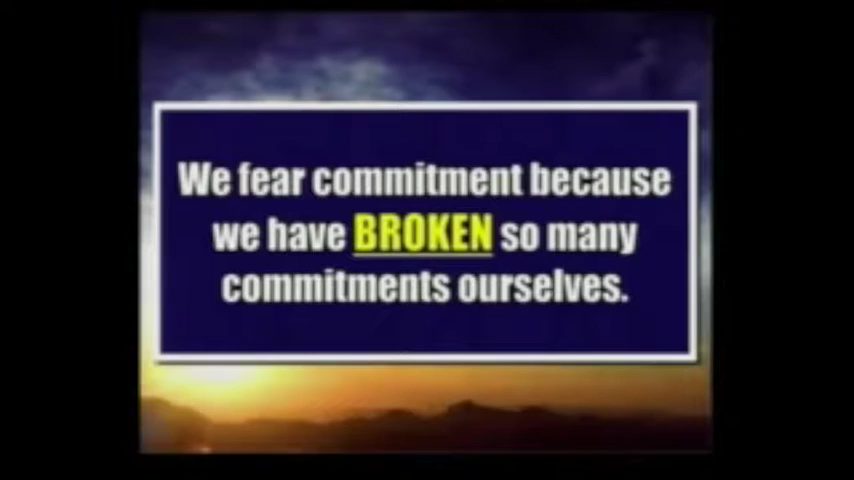 We fear commitment because
we have BROKEN so many
commitments ourselves.